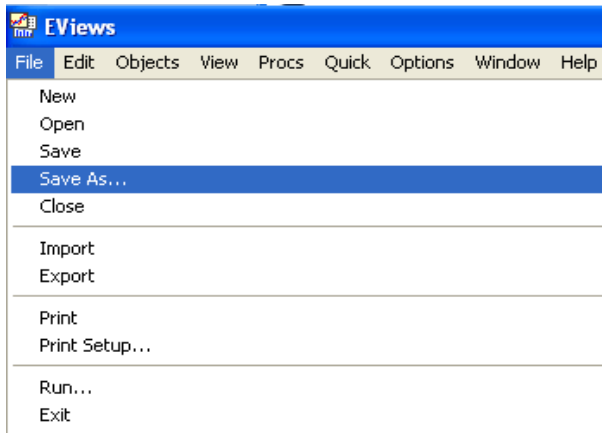 EViews
File Edit Objects View Procs Quick Options Window Help
New
Open
Save
Save As...
Close
Import
Export
Print
Print Setup...
Run...
Exit